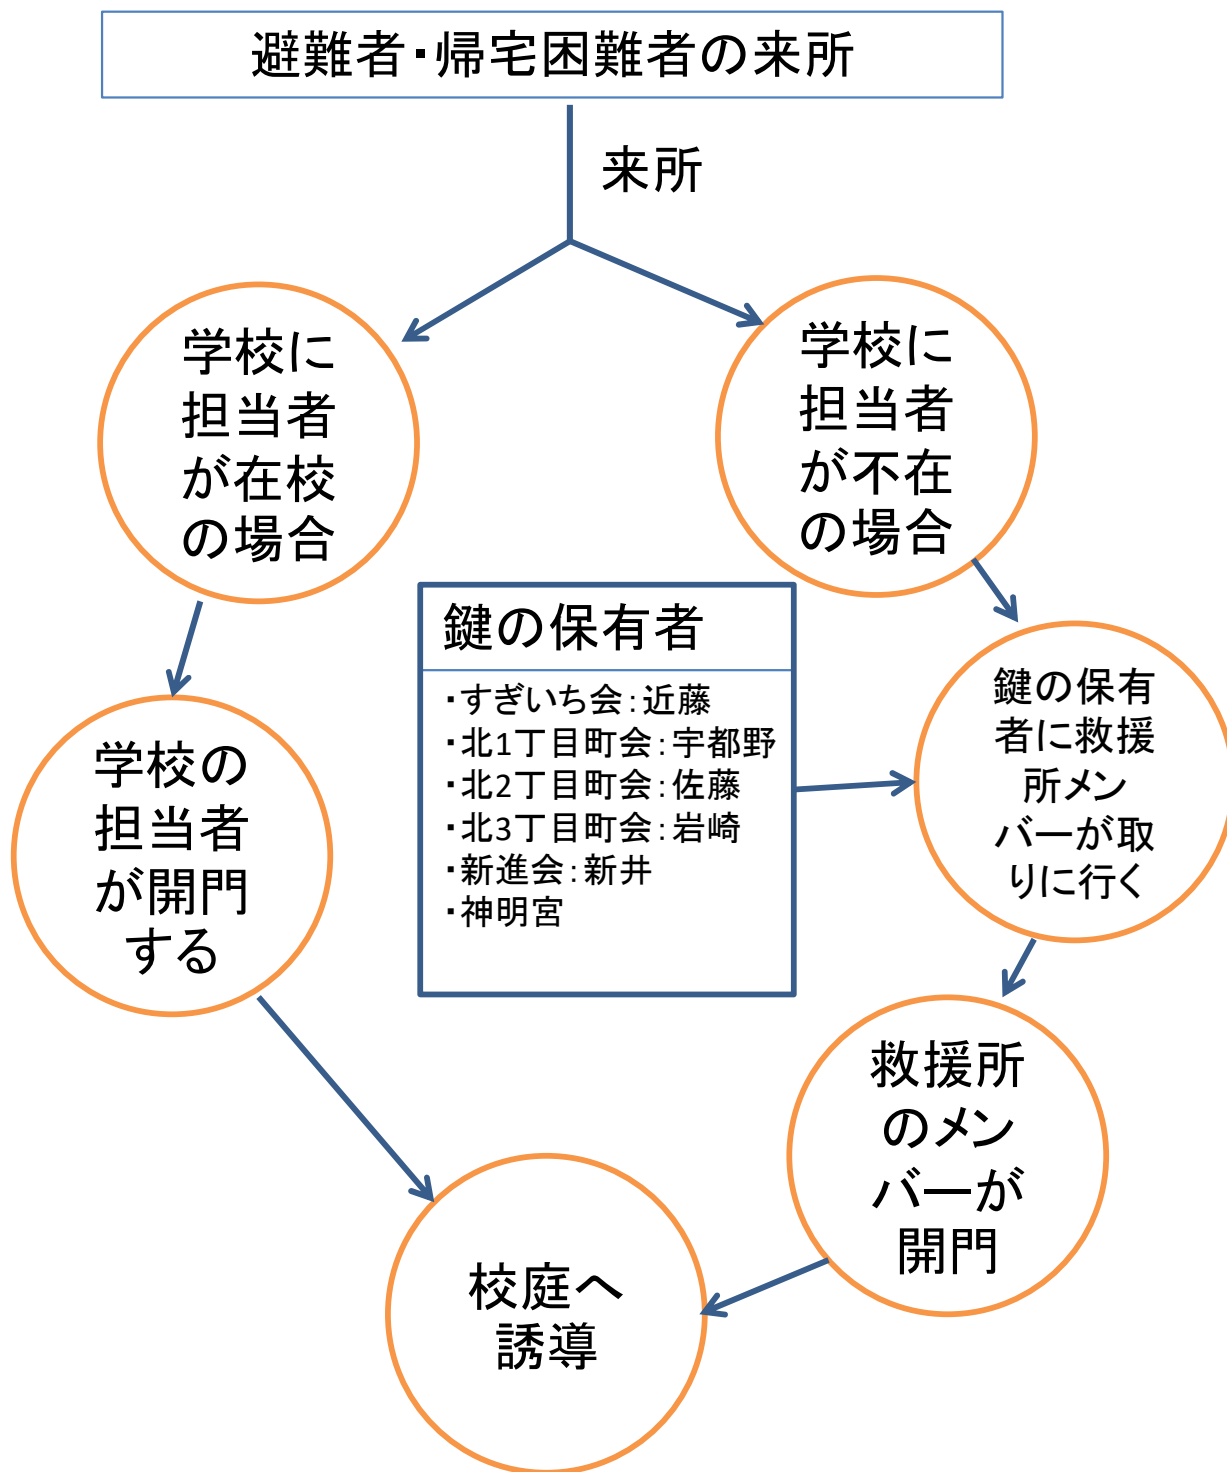 避難者・帰宅困難者の来所
来所
学校に
担当者
が在校
の場合
学校に
担当者
が不在
の場合
鍵の保有者
・すぎいち会：近藤
・北1丁目町会：宇都野
・北2丁目町会：佐藤
・北3丁目町会：岩崎
・新進会：新井
・神明宮
鍵の保有
者に救援
所メン
バーが取
りに行く
学校の
担当者
が開門
する
救援所
のメン
バーが
開門
校庭へ
誘導